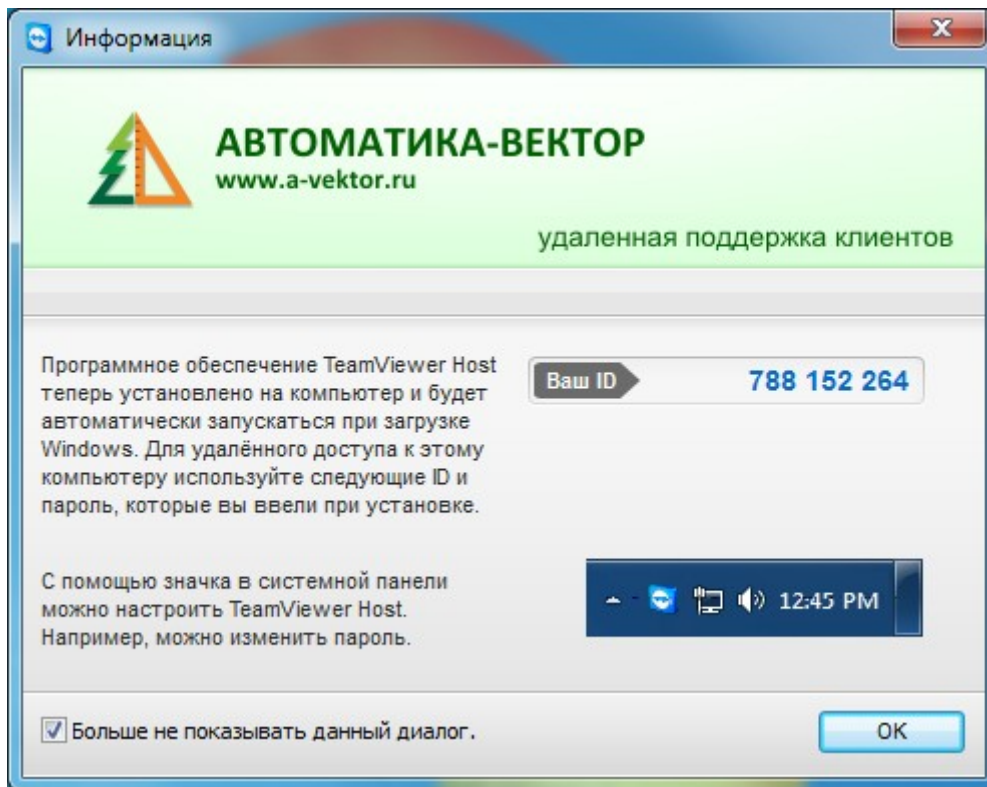 Информация
АВТОМАТИКА-ВЕКТОР
www.a-vektor.ru
удаленная поддержка клиентов
Программное обеспечение TeamViewer Host
теперь установлено на компьютер и будет
автоматически запускаться при загрузке
Windows. Для удалённого доступа к этому
компьютеру используйте следующие ID и
пароль, которые вы ввели при установке.
Ваш ID 788 152 264
С помощью значка в системной панели
можно настроить TeamViewer Host.
Например, можно изменить пароль.
12:45 PM
Больше не показывать данный диалог.
OK